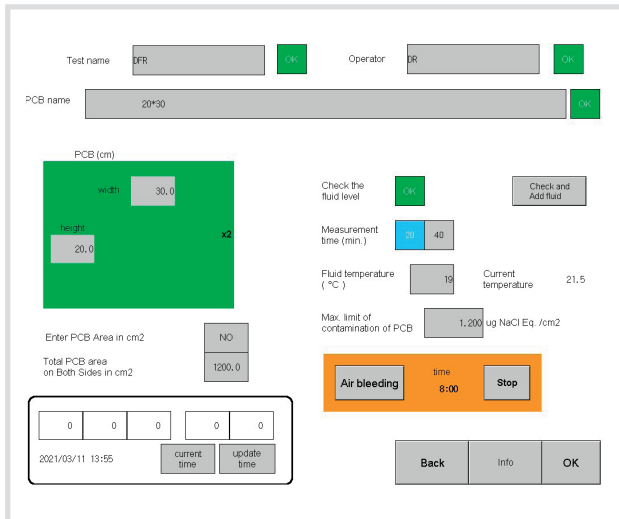 Test name DFR OK Operator DR OK
PCB name 20*30 OK
PCB (cm)
width 30.0
height
20.0
x2
Check the
fluid level
OK
Check and
Add fluid
Measurement
time (min.)
20 40
Fluid temperature
( °C )
19
Current
temperature
21.5
Max. limit of
contamination of PCB
1.200 ug NaCl Eq. /cm2
Enter PCB Area in cm2 NO
Total PCB area
on Both Sides in cm2
1200.0
Air bleeding
time
8:00
Stop
0 0 0 0 0
2021/03/11 13:55
current
time
update
time
Back Info OK